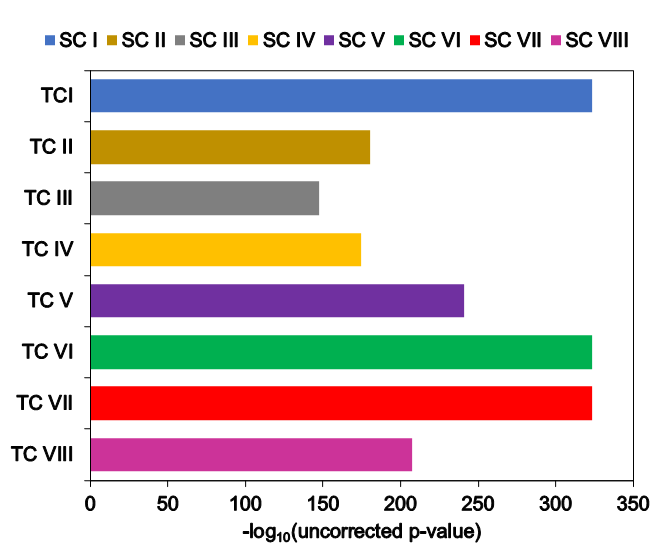 SC I SC II SC III SC IV SC V SC VI SC VII SC VIII
TCI
TC II
TC III
TC IV
TC V
TC VI
TC VII
TC VIII
0 50 100 150 200 250 300 350
-log₁₀(uncorrected p-value)